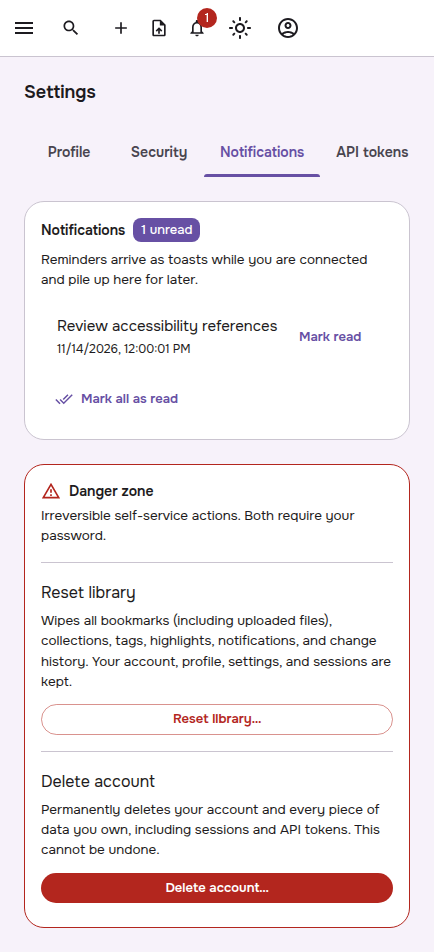 1
Settings
Profile Security Notifications API tokens
Notifications 1 unread
Reminders arrive as toasts while you are connected
and pile up here for later.
Review accessibility references
11/14/2026, 12:00:01 PM
Mark read
Mark all as read
Danger zone
Irreversible self-service actions. Both require your
password.
Reset library
Wipes all bookmarks (including uploaded files),
collections, tags, highlights, notifications, and change
history. Your account, profile, settings, and sessions are
kept.
Reset library...
Delete account
Permanently deletes your account and every piece of
data you own, including sessions and API tokens. This
cannot be undone.
Delete account...